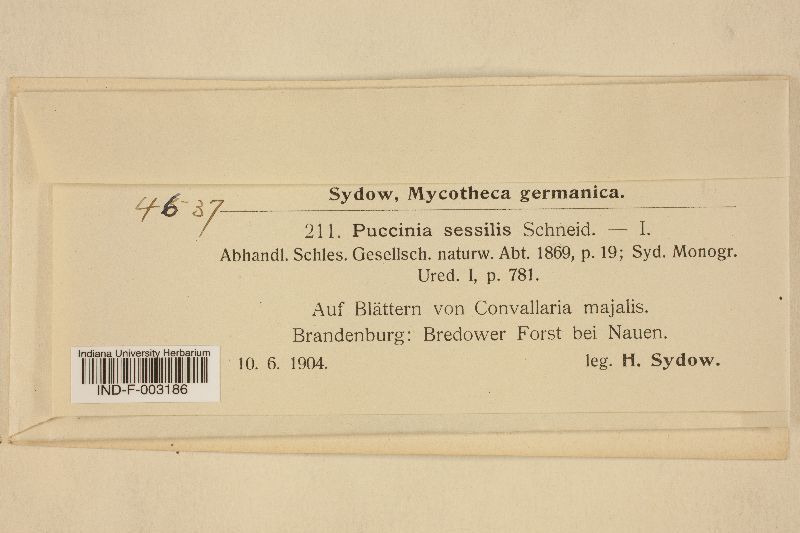 Sydow, Mycotheca germanica.
4637
211. Puccinia sessilis Schneid. — I.
Abhandl. Schles. Gesellsch. naturw. Abt. 1869, p. 19; Syd. Monogr.
Ured. I, p. 781.
Auf Blättern von Convallaria majalis.
Brandenburg: Bredower Forst bei Nauen.
10. 6. 1904. leg. H. Sydow.
Indiana University Herbarium
IND-F-003186